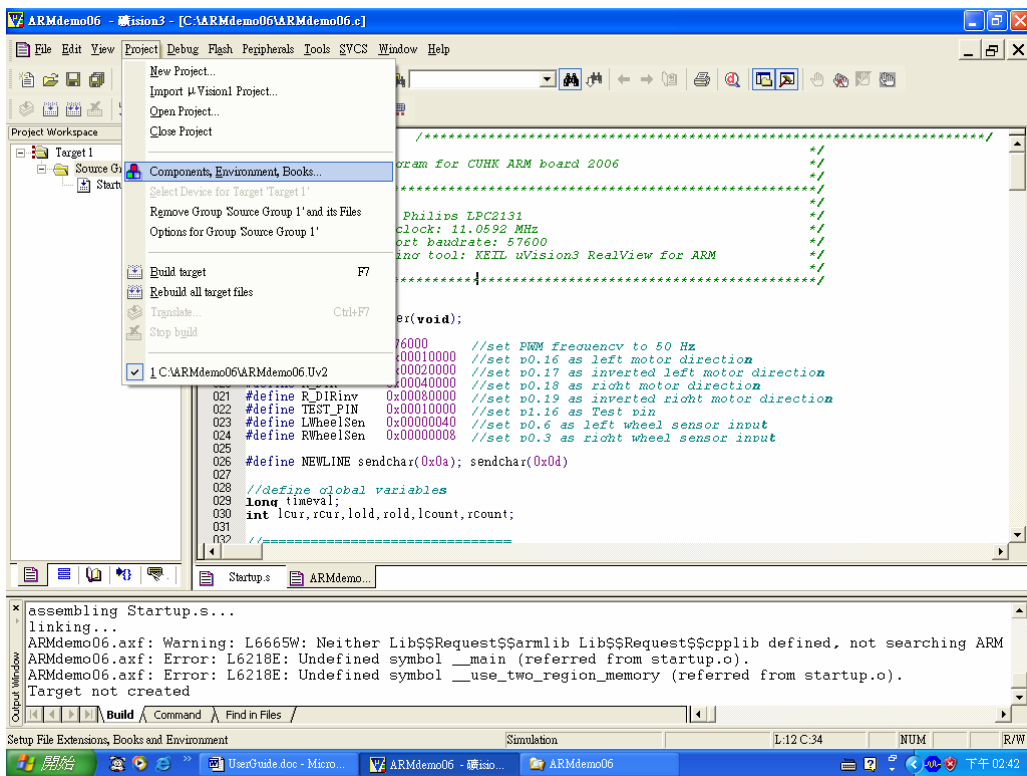 ARMdemo06 - 礦ision3 - [C:\ARMdemo06\ARMdemo06.c]
File Edit View Project Debug Flash Peripherals Tools SVCS Window Help
New Project...
Import μVision1 Project...
Open Project...
Close Project
Components, Environment, Books...
Select Device for Target 'Target 1'
Remove Group 'Source Group 1' and its Files
Options for Group 'Source Group 1'
Build target F7
Rebuild all target files
Translate... Ctrl+F7
Stop build
1 C:\ARMdemo06\ARMdemo06.Uv2
Project Workspace
Target 1
Source Gr
Startu
/***********************************************************************/
*/
gram for CUHK ARM board 2006 */
*/
*******************************************/
*/
Philips LPC2131 */
clock: 11.0592 MHz */
ort baudrate: 57600 */
ing tool: KEIL uVision3 RealView for ARM */
*/
*******************************************/
er(void);
76000 //set PWM frequency to 50 Hz
x00010000 //set p0.16 as left motor direction
x00020000 //set p0.17 as inverted left motor direction
x00040000 //set p0.18 as right motor direction
021 #define R_DIRinv 0x00080000 //set p0.19 as inverted right motor direction
022 #define TEST_PIN 0x00010000 //set p1.16 as Test pin
023 #define LWheelSen 0x00000040 //set p0.6 as left wheel sensor input
024 #define RWheelSen 0x00000008 //set p0.3 as right wheel sensor input
025
026 #define NEWLINE sendchar(0x0a); sendchar(0x0d)
027
028 //define global variables
029 long timeval;
030 int lcur,rcur,lold,rold,lcount,rcount;
031
032 //===============================
Startup.s ARMdemo...
assembling Startup.s...
linking...
ARMdemo06.axf: Warning: L6665W: Neither Lib$$Request$$armlib Lib$$Request$$cpplib defined, not searching ARM
ARMdemo06.axf: Error: L6218E: Undefined symbol __main (referred from startup.o).
ARMdemo06.axf: Error: L6218E: Undefined symbol __use_two_region_memory (referred from startup.o).
Target not created
Output Window
Build Command Find in Files
Setup File Extensions, Books and Environment Simulation L:12 C:34 NUM R/W
開始 UserGuide.doc - Micro... ARMdemo06 - 礦isio... ARMdemo06 下午 02:42